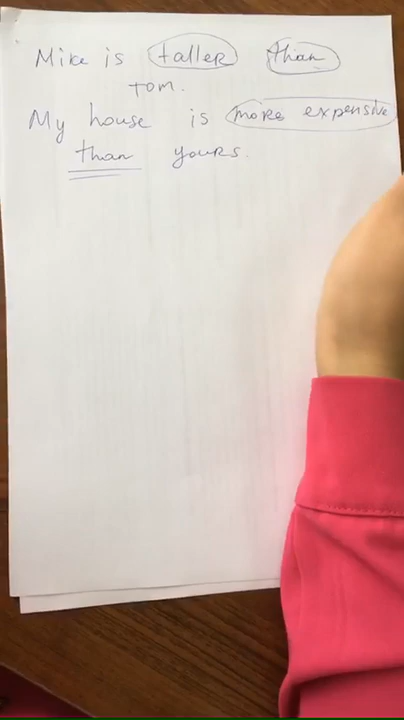 Mike is taller than
Tom.
My house is more expensive
than yours.